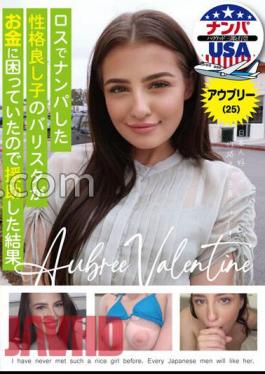 ナンパ
USA
アウブリー
(25)
ロスでナンパした
性格良し子のバリスタが
お金に困っていたので援助した結果
.com
Aubree Valentine
JAVHD
I have never met such a nice girl before. Every Japanese men will like her.